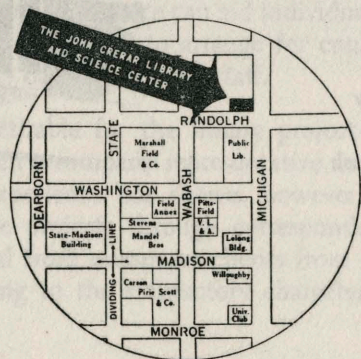 THE JOHN CRERAR LIBRARY
AND SCIENCE CENTER
RANDOLPH
DEARBORN
STATE
WABASH
MICHIGAN
Marshall
Field
& Co.
Public
Lib.
WASHINGTON
Field
Annex
Pitts-
Field
Stevens
V. L.
& A.
State-Madison
Building
Mandel
Bros
Lelong
Bldg.
DIVIDING LINE
MADISON
Willoughby
Carson
Pirie Scott
& Co.
Univ.
Club
MONROE